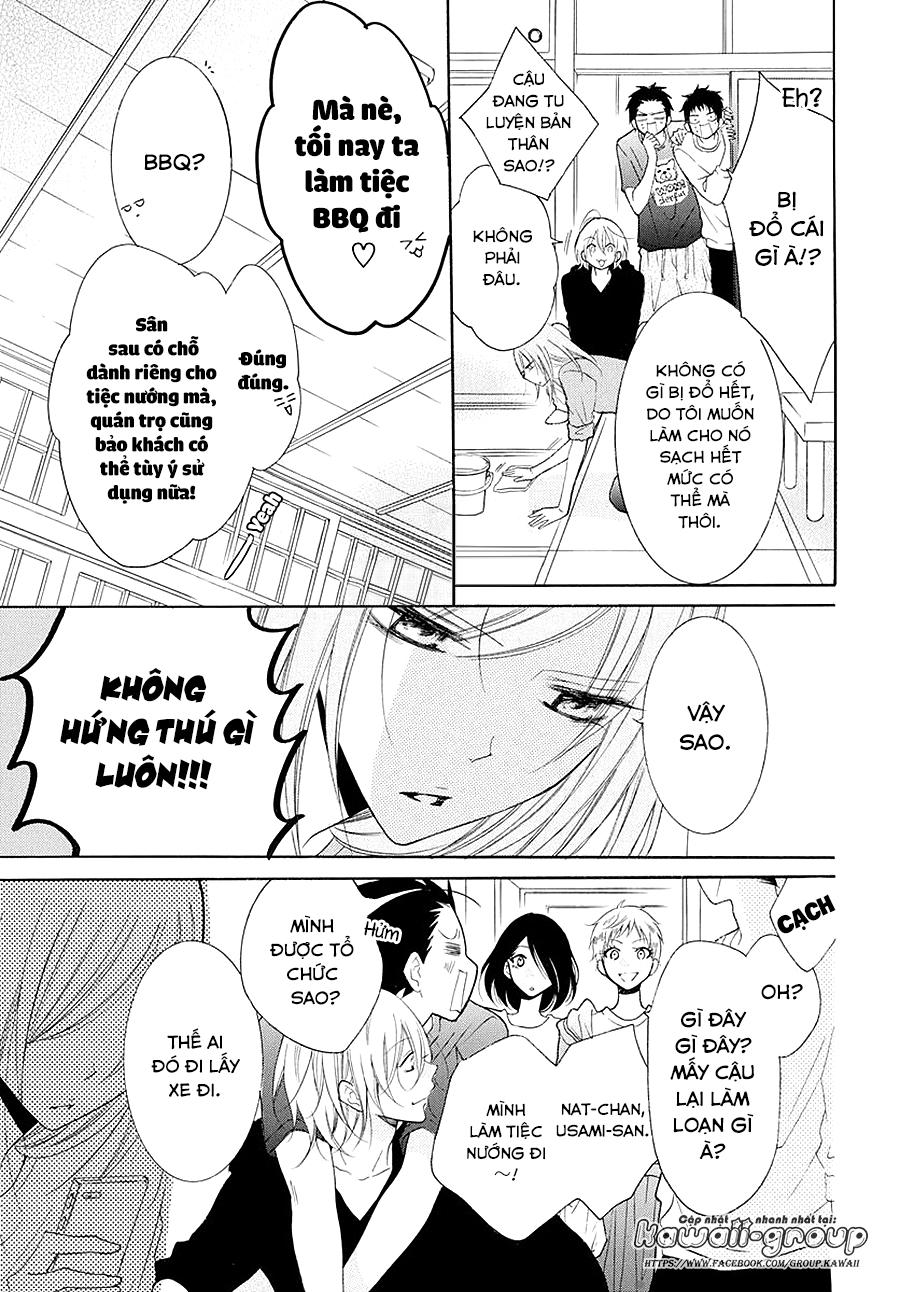 Eh?
BỊ
ĐỔ CÁI
GÌ À!?
CẬU
ĐANG TU
LUYỆN BẢN
THÂN
SAO!?
KHÔNG
PHẢI
ĐÂU.
KHÔNG CÓ
GÌ BỊ ĐỔ HẾT,
DO TÔI MUỐN
LÀM CHO NÓ
SẠCH HẾT
MỨC CÓ
THỂ MÀ
THÔI.
Mà nè,
tối nay ta
làm tiệc
BBQ đi
♡
BBQ?
Đúng
đúng.
Sân
sau có chỗ
dành riêng cho
tiệc nướng mà,
quán trọ cũng
bảo khách có
thể tùy ý sử
dụng nữa!
Yeah
VẬY
SAO.
KHÔNG
HỨNG THÚ GÌ
LUÔN!!!
CẠCH
OH?
GÌ ĐÂY
GÌ ĐÂY?
MẤY CẬU
LẠI LÀM
LOẠN GÌ
À?
NAT-CHAN,
USAMI-SAN.
MÌNH
LÀM TIỆC
NƯỚNG ĐI
~!
Hửm
MÌNH
ĐƯỢC TỔ
CHỨC
SAO?
THẾ AI
ĐÓ ĐI LẤY
XE ĐI.
Cập nhật nhanh nhất tại:
kawaii-group
HTTPS://WWW.FACEBOOK.COM/GROUP.KAWAII